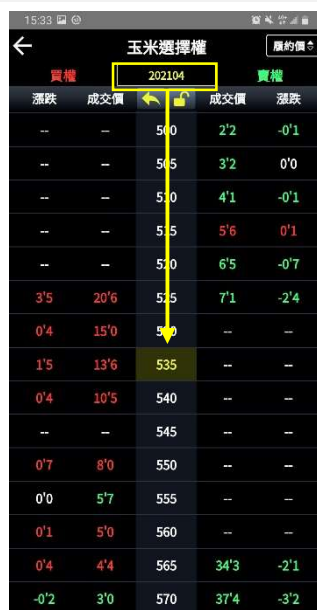 15:33
玉米選擇權
履約價
買權 202104 賣權
漲跌 成交價 成交價 漲跌
-- -- 500 2'2 -0'1
-- -- 505 3'2 0'0
-- -- 510 4'1 -0'1
-- -- 515 5'6 0'1
-- -- 520 6'5 -0'7
3'5 20'6 525 7'1 -2'4
0'4 15'0 530 -- --
1'5 13'6 535 -- --
0'4 10'5 540 -- --
-- -- 545 -- --
0'7 8'0 550 -- --
0'0 5'7 555 -- --
0'1 5'0 560 -- --
0'4 4'4 565 34'3 -2'1
-0'2 3'0 570 37'4 -3'2